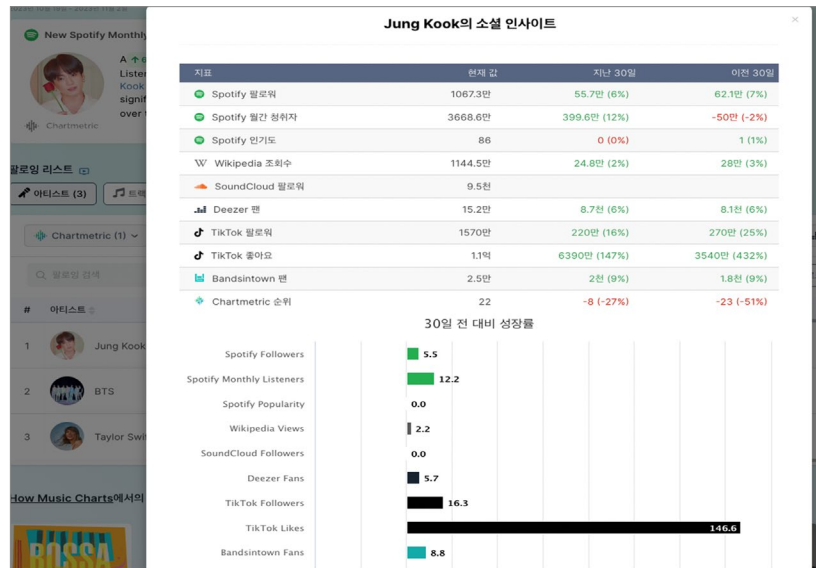 Jung Kook의 소셜 인사이트
×
New Spotify Monthly
A ↑
Listen
Kook
signif
over
Chartmetric
지표 현재 값 지난 30일 이전 30일
Spotify 팔로워 1067.3만 55.7만 (6%) 62.1만 (7%)
Spotify 월간 청취자 3668.6만 399.6만 (12%) -50만 (-2%)
Spotify 인기도 86 0 (0%) 1 (1%)
Wikipedia 조회수 1144.5만 24.8만 (2%) 28만 (3%)
SoundCloud 팔로워 9.5천
Deezer 팬 15.2만 8.7천 (6%) 8.1천 (6%)
TikTok 팔로워 1570만 220만 (16%) 270만 (25%)
TikTok 좋아요 1.1억 6390만 (147%) 3540만 (432%)
Bandsintown 팬 2.5만 2천 (9%) 1.8천 (9%)
Chartmetric 순위 22 -8 (-27%) -23 (-51%)
팔로잉 리스트
아티스트 (3) 트랙
Chartmetric (1)
팔로잉 검색
# 아티스트
1 Jung Kook
2 BTS
3 Taylor Swi
How Music Charts에서의
BOSSA
30일 전 대비 성장률
Spotify Followers 5.5
Spotify Monthly Listeners 12.2
Spotify Popularity 0.0
Wikipedia Views 2.2
SoundCloud Followers 0.0
Deezer Fans 5.7
TikTok Followers 16.3
TikTok Likes 146.6
Bandsintown Fans 8.8